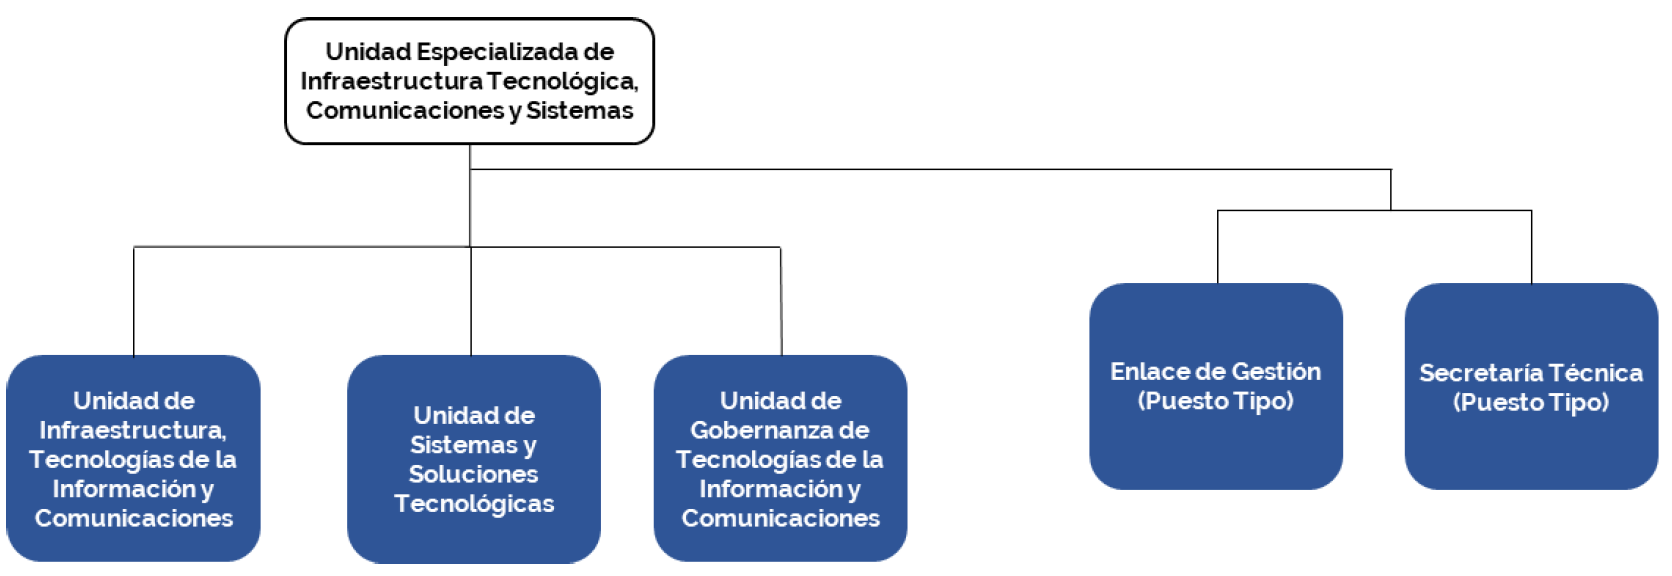 Unidad Especializada de
Infraestructura Tecnológica,
Comunicaciones y Sistemas
Unidad de
Infraestructura,
Tecnologías de la
Información y
Comunicaciones
Unidad de
Sistemas y
Soluciones
Tecnológicas
Unidad de
Gobernanza de
Tecnologías de la
Información y
Comunicaciones
Enlace de Gestión
(Puesto Tipo)
Secretaría Técnica
(Puesto Tipo)